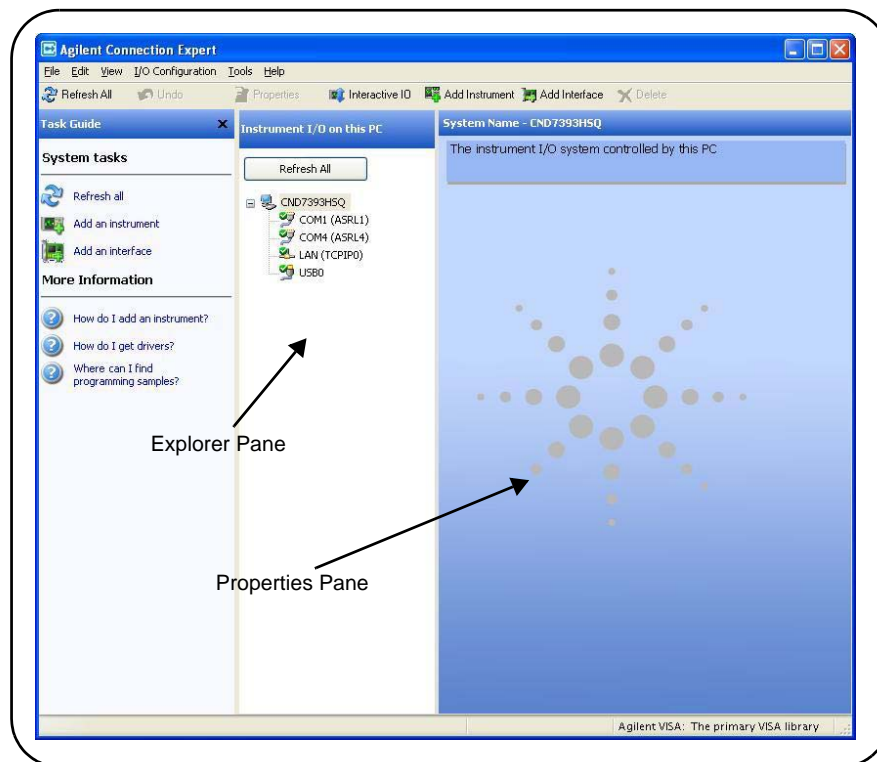 Agilent Connection Expert
File Edit View I/O Configuration Tools Help
Refresh All Undo Properties Interactive IO Add Instrument Add Interface Delete
Task Guide x
System tasks
Refresh all
Add an instrument
Add an interface
More Information
How do I add an instrument?
How do I get drivers?
Where can I find
programming samples?
Instrument I/O on this PC
Refresh All
CND7393HSQ
COM1 (ASRL1)
COM4 (ASRL4)
LAN (TCPIP0)
USB0
Explorer Pane
Properties Pane
System Name - CND7393HSQ
The instrument I/O system controlled by this PC
Agilent VISA: The primary VISA library